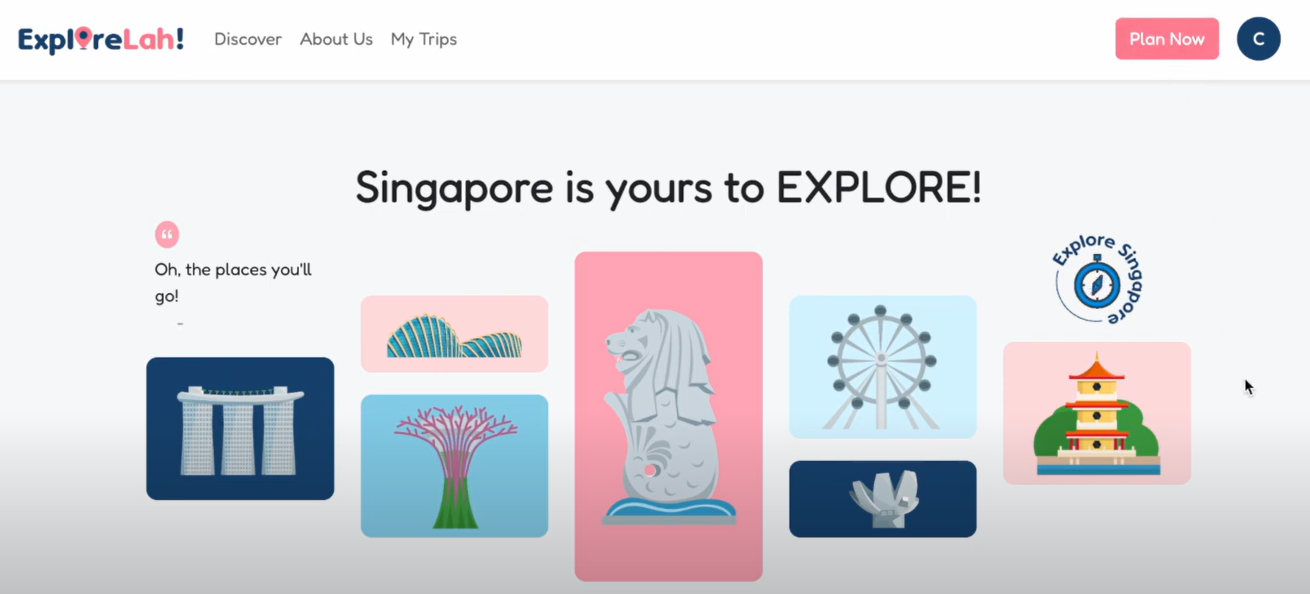 ExploreLah!
Discover
About Us
My Trips
Plan Now
C
Singapore is yours to EXPLORE!
“
Oh, the places you'll
go!
–
Explore Singapore